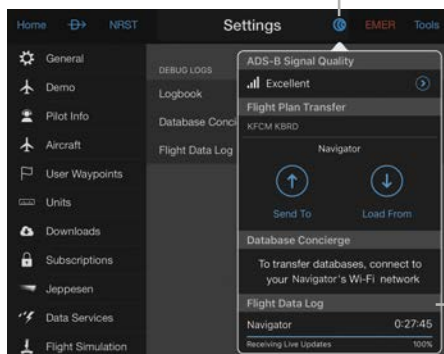 Home
NRST
Settings
EMER
Tools
General
Demo
Pilot Info
Aircraft
User Waypoints
Units
Downloads
Subscriptions
Jeppesen
Data Services
Flight Simulation
DEBUG LOGS
Logbook
Database Conci
Flight Data Log
ADS-B Signal Quality
Excellent
Flight Plan Transfer
KFCM KBRD
Navigator
Send To
Load From
Database Concierge
To transfer databases, connect to
your Navigator's Wi-Fi network
Flight Data Log
Navigator 0:27:45
Receiving Live Updates 100%